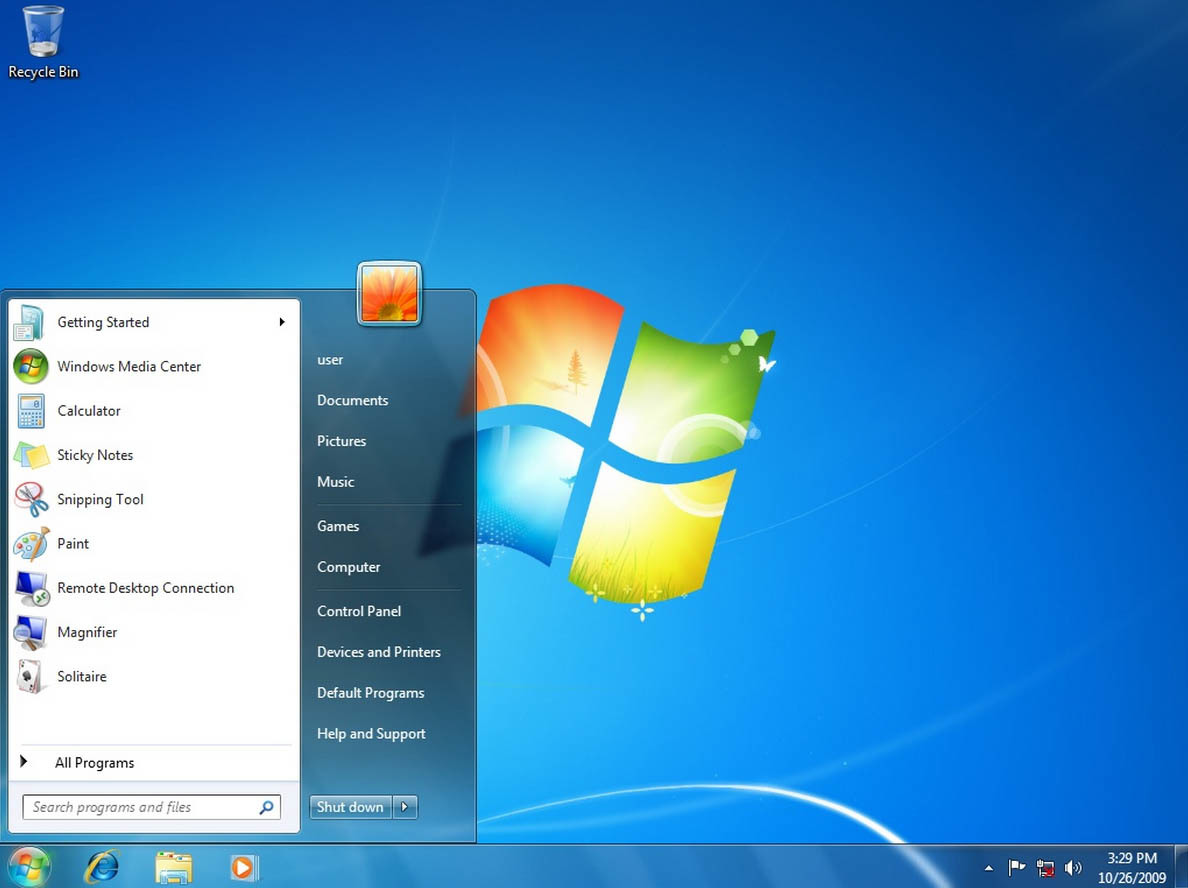 Recycle Bin
Getting Started
Windows Media Center
Calculator
Sticky Notes
Snipping Tool
Paint
Remote Desktop Connection
Magnifier
Solitaire
All Programs
Search programs and files
user
Documents
Pictures
Music
Games
Computer
Control Panel
Devices and Printers
Default Programs
Help and Support
Shut down
3:29 PM
10/26/2009